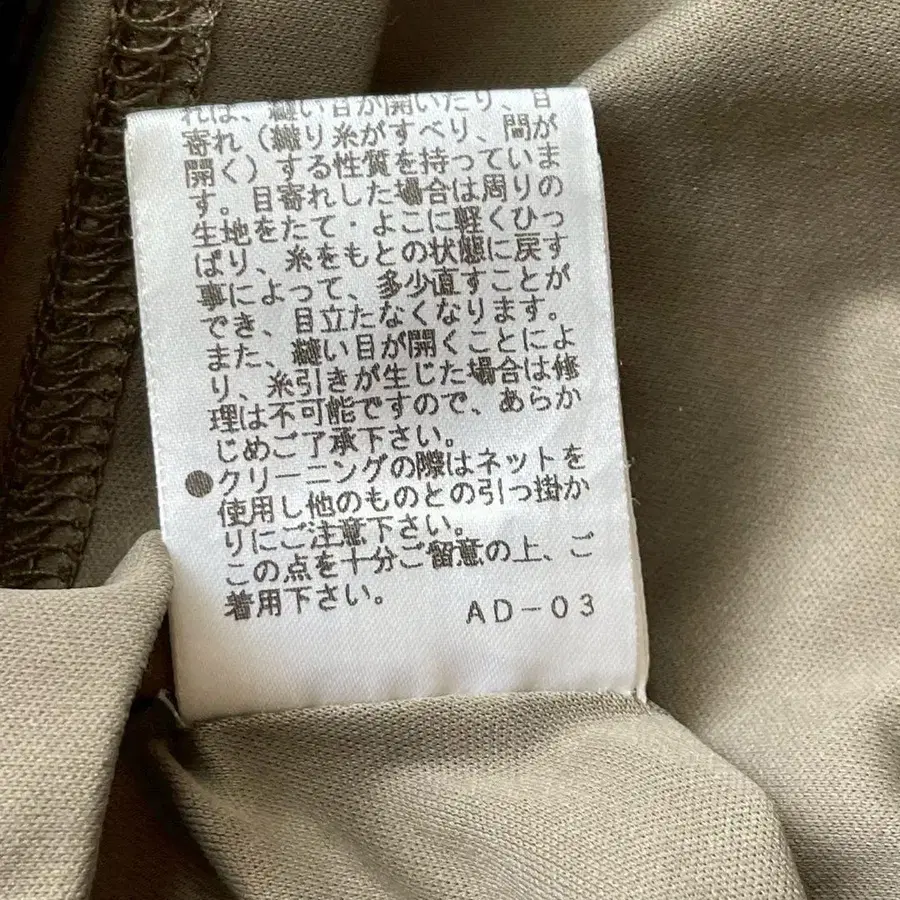 れば、縫い目が開いたり、目
寄れ（織り糸がすべり、間が
開く）する性質を持っていま
す。目寄れした場合は周りの
生地をたて・よこに軽くひっ
ぱり、糸をもとの状態に戻す
事によって、多少直すことが
でき、目立たなくなります。
また、縫い目が開くことによ
り、糸引きが生じた場合は修
理は不可能ですので、あらか
じめご了承下さい。
●クリーニングの際はネットを
使用し他のものとの引っ掛か
りにご注意下さい。
この点を十分ご留意の上、ご
着用下さい。
AD-03